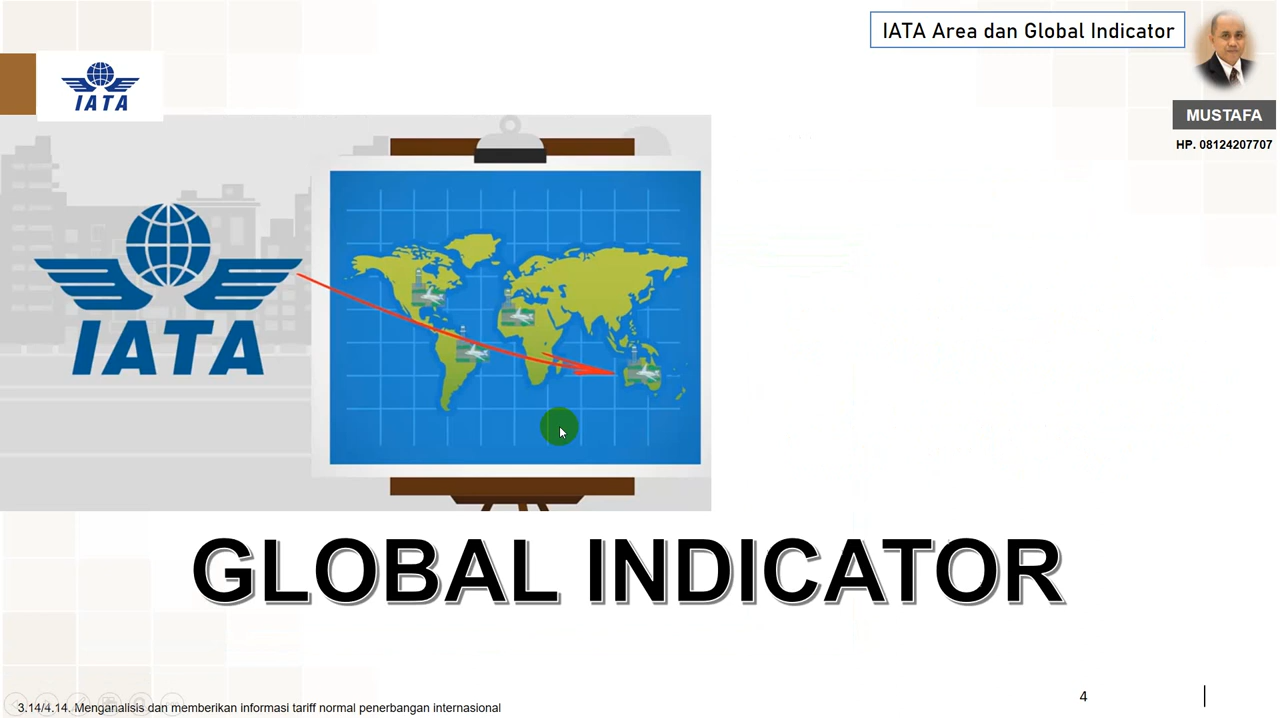 IATA Area dan Global Indicator
IATA
MUSTAFA
HP. 08124207707
IATA
GLOBAL INDICATOR
4
3.14/4.14. Menganalisis dan memberikan informasi tariff normal penerbangan internasional